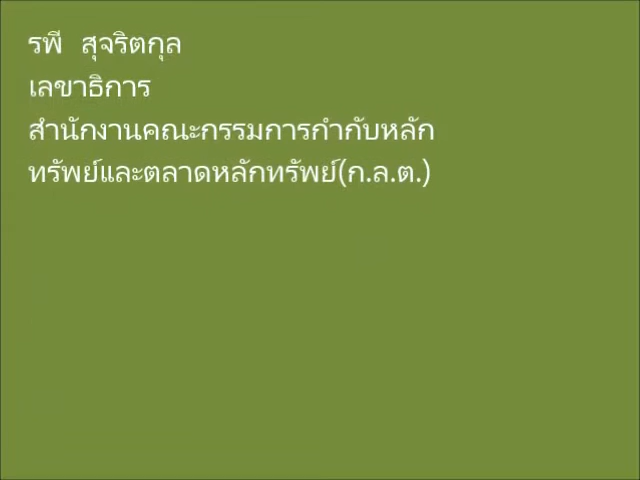 รพี สุจริตกุล
เลขาธิการ
สำนักงานคณะกรรมการกำกับหลัก
ทรัพย์และตลาดหลักทรัพย์(ก.ล.ต.)